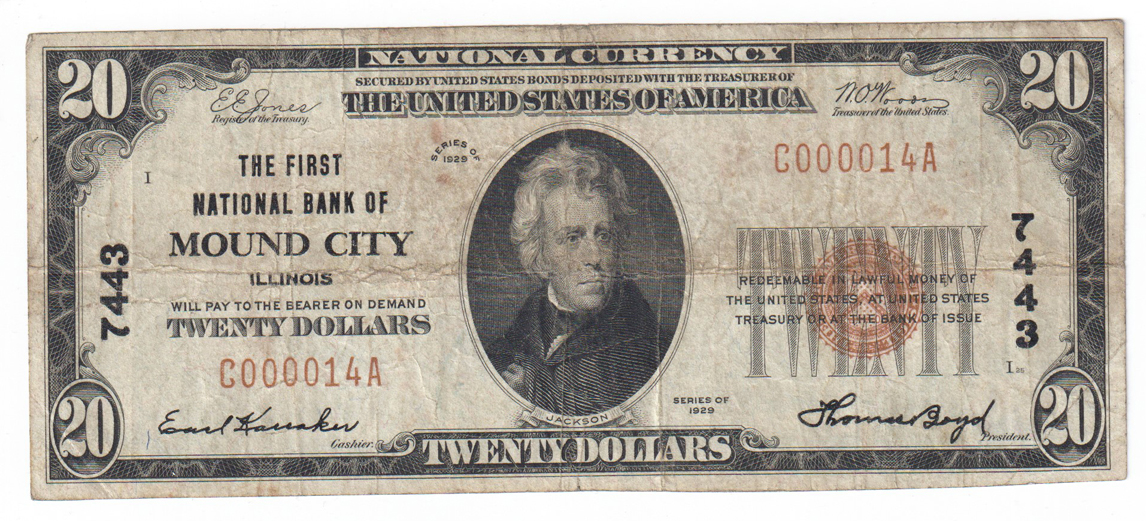 NATIONAL CURRENCY
SECURED BY UNITED STATES BONDS DEPOSITED WITH THE TREASURER OF
THE UNITED STATES OF AMERICA
20
20
E E Jones
Register of the Treasury.
W. O. Woods
Treasurer of the United States.
SERIES OF
1929
C000014A
I
THE FIRST
NATIONAL BANK OF
MOUND CITY
ILLINOIS
WILL PAY TO THE BEARER ON DEMAND
TWENTY DOLLARS
C000014A
7443
7443
TWENTY
REDEEMABLE IN LAWFUL MONEY OF
THE UNITED STATES, AT UNITED STATES
TREASURY OR AT THE BANK OF ISSUE
I 25
SERIES OF
1929
JACKSON
Earl Karraker
Cashier.
Thomas Boyd
President.
20
TWENTY DOLLARS
20